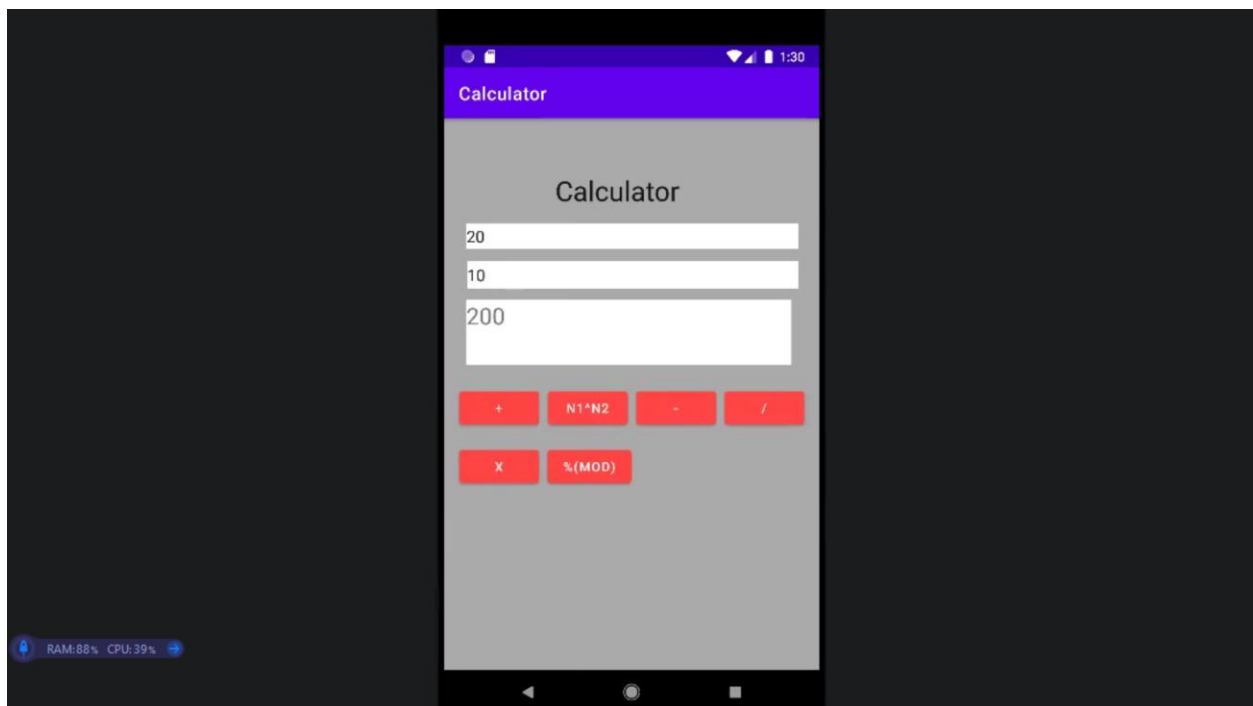 1:30
Calculator
Calculator
20
10
200
+ N1^N2 - /
X %(MOD)
RAM:88% CPU:39%